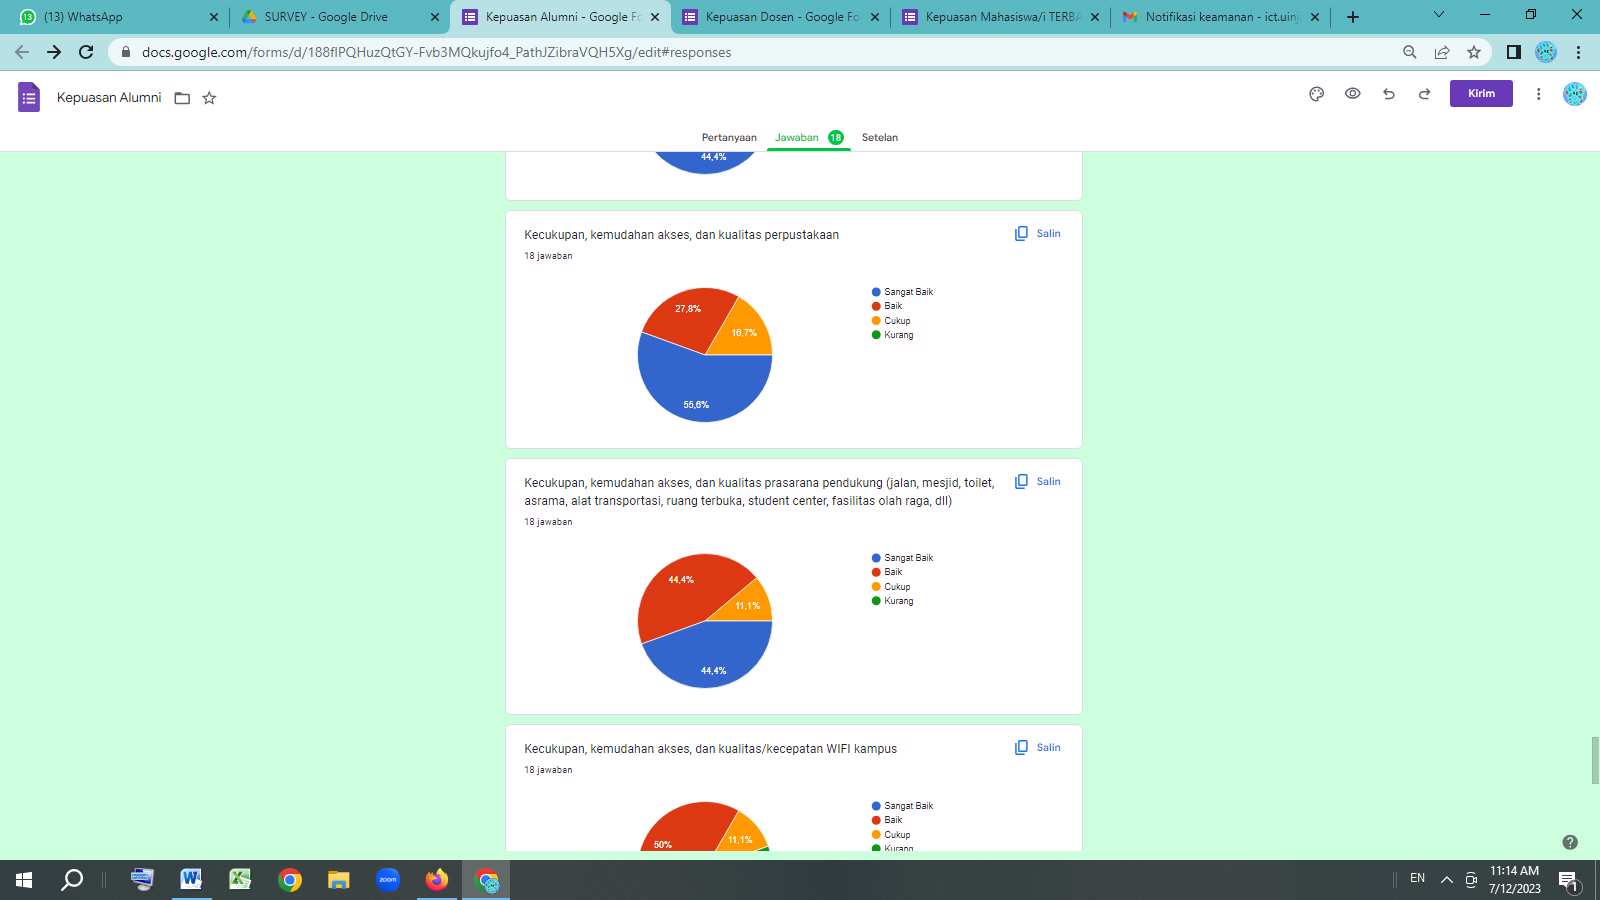 (13) WhatsApp
SURVEY - Google Drive
Kepuasan Alumni - Google Fo
Kepuasan Dosen - Google Fo
Kepuasan Mahasiswa/i TERBA
Notifikasi keamanan - ict.uinj
docs.google.com/forms/d/188flPQHuzQtGY-Fvb3MQkujfo4_PathJZibraVQH5Xg/edit#responses
Kepuasan Alumni
Kirim
Pertanyaan
Jawaban 18
Setelan
44,4%
Kecukupan, kemudahan akses, dan kualitas perpustakaan
Salin
18 jawaban
27,8%
16,7%
55,6%
Sangat Baik
Baik
Cukup
Kurang
Kecukupan, kemudahan akses, dan kualitas prasarana pendukung (jalan, mesjid, toilet,
asrama, alat transportasi, ruang terbuka, student center, fasilitas olah raga, dll)
Salin
18 jawaban
44,4%
11,1%
44,4%
Sangat Baik
Baik
Cukup
Kurang
Kecukupan, kemudahan akses, dan kualitas/kecepatan WIFI kampus
Salin
18 jawaban
50%
11,1%
Sangat Baik
Baik
Cukup
Kurang
zoom
EN
11:14 AM
7/12/2023
1